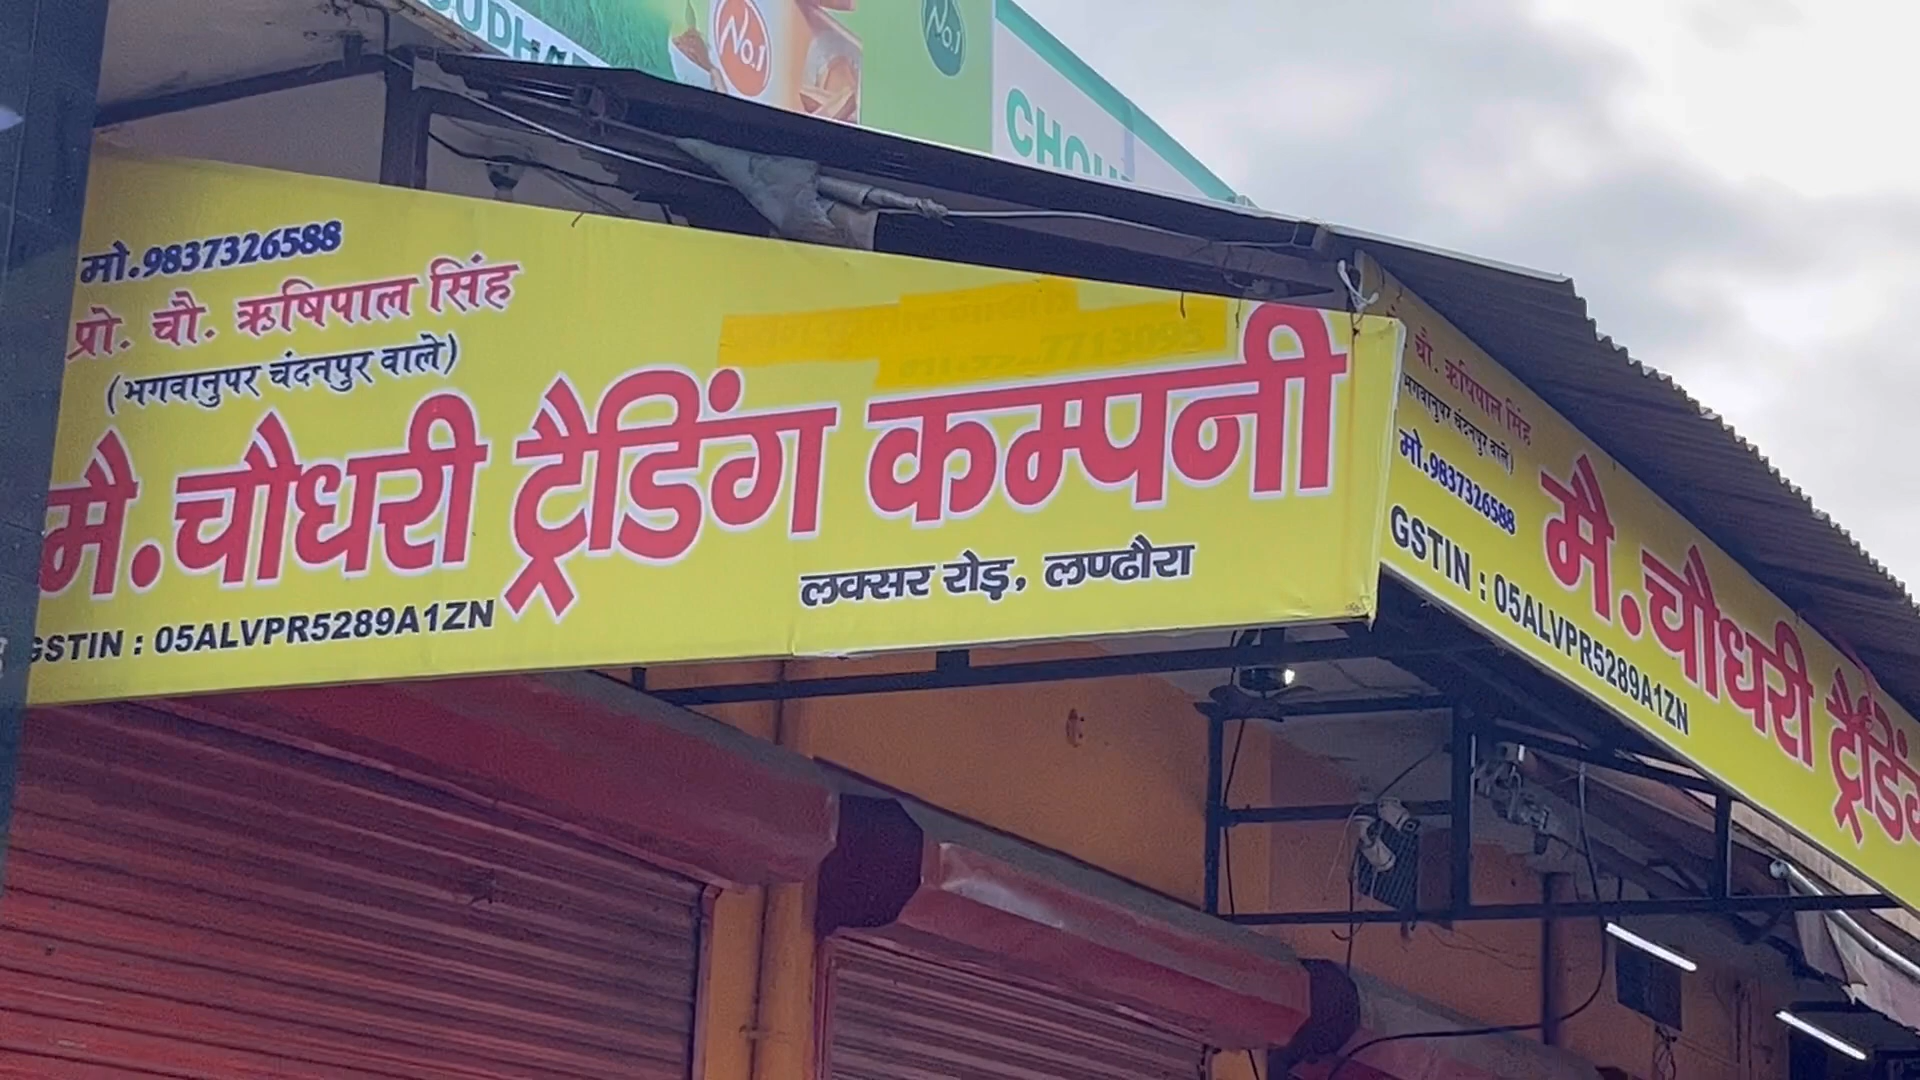 No.1
No.1
मो.9837326588
प्रो. चौ. ऋषिपाल सिंह
(भगवानुपर चंदनपुर वाले)
मै.चौधरी ट्रैडिंग कम्पनी
लक्सर रोड़, लण्ढौरा
GSTIN : 05ALVPR5289A1ZN
चौ. ऋषिपाल सिंह
भगवानुपर चंदनपुर वाले)
मो.9837326588
मै.चौधरी ट्रैडिंग
GSTIN : 05ALVPR5289A1ZN